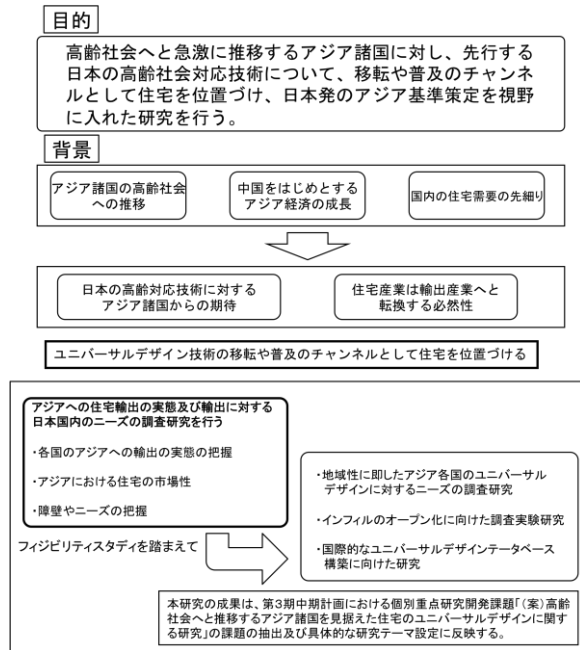 目的
高齢社会へと急激に推移するアジア諸国に対し、先行する
日本の高齢社会対応技術について、移転や普及のチャンネ
ルとして住宅を位置づけ、日本発のアジア基準策定を視野
に入れた研究を行う。
背景
アジア諸国の高齢社会
への推移
中国をはじめとする
アジア経済の成長
国内の住宅需要の先細り
日本の高齢対応技術に対する
アジア諸国からの期待
住宅産業は輸出産業へと
転換する必然性
ユニバーサルデザイン技術の移転や普及のチャンネルとして住宅を位置づける
アジアへの住宅輸出の実態及び輸出に対する
日本国内のニーズの調査研究を行う
・各国のアジアへの輸出の実態の把握
・アジアにおける住宅の市場性
・障壁やニーズの把握
フィジビリティスタディを踏まえて
・地域性に即したアジア各国のユニバーサル
デザインに対するニーズの調査研究
・インフィルのオープン化に向けた調査実験研究
・国際的なユニバーサルデザインデータベース
構築に向けた研究
本研究の成果は、第3期中期計画における個別重点研究開発課題「（案）高齢
社会へと推移するアジア諸国を見据えた住宅のユニバーサルデザインに関す
る研究」の課題の抽出及び具体的な研究テーマ設定に反映する。